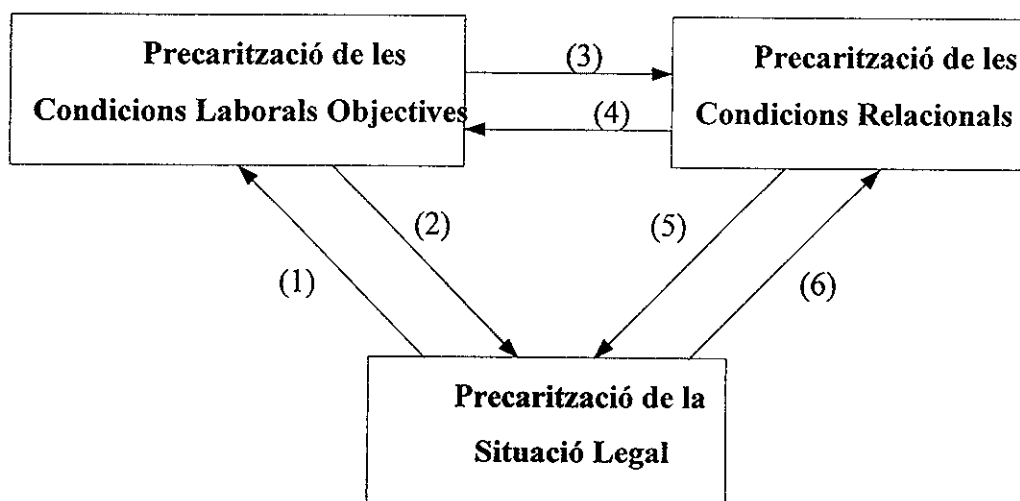 Precarització de les
Condicions Laborals Objectives
(3)
(4)
Precarització de les
Condicions Relacionals
(1)
(2)
(5)
(6)
Precarització de la
Situació Legal